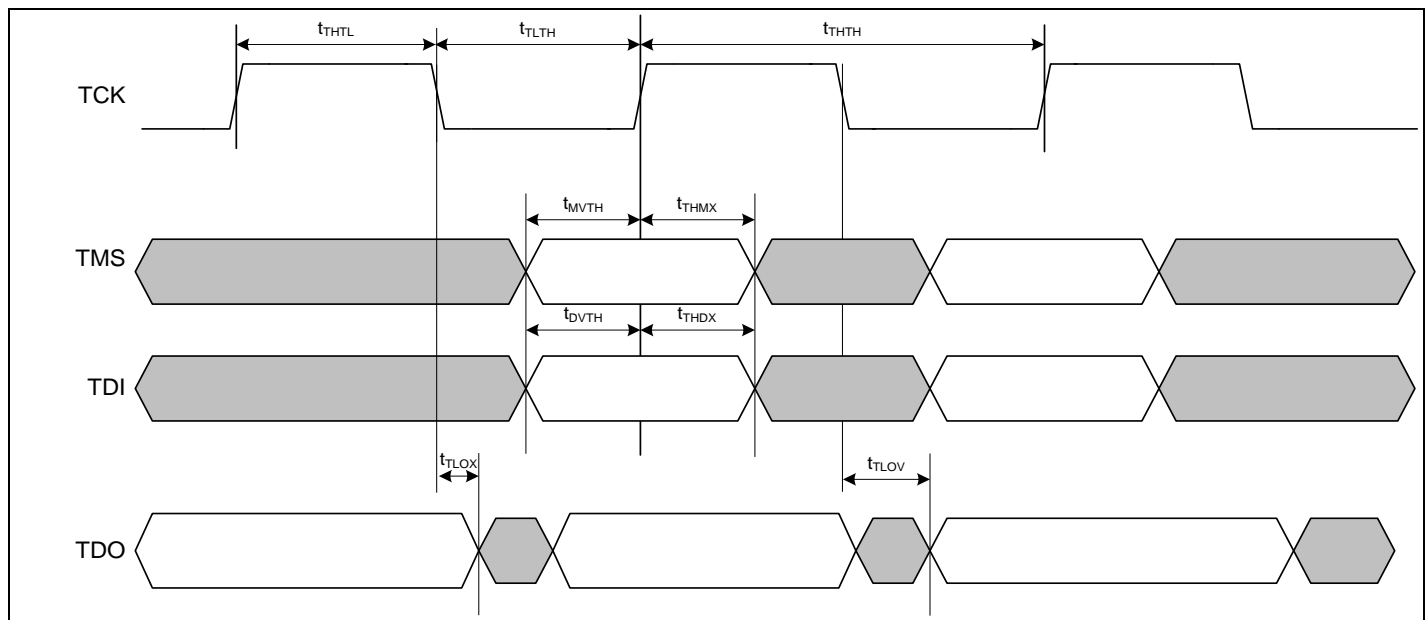 tTHTL tTLTH tTHTH
TCK
tMVTH tTHMX
TMS
tDVTH tTHDX
TDI
tTLOX tTLOV
TDO